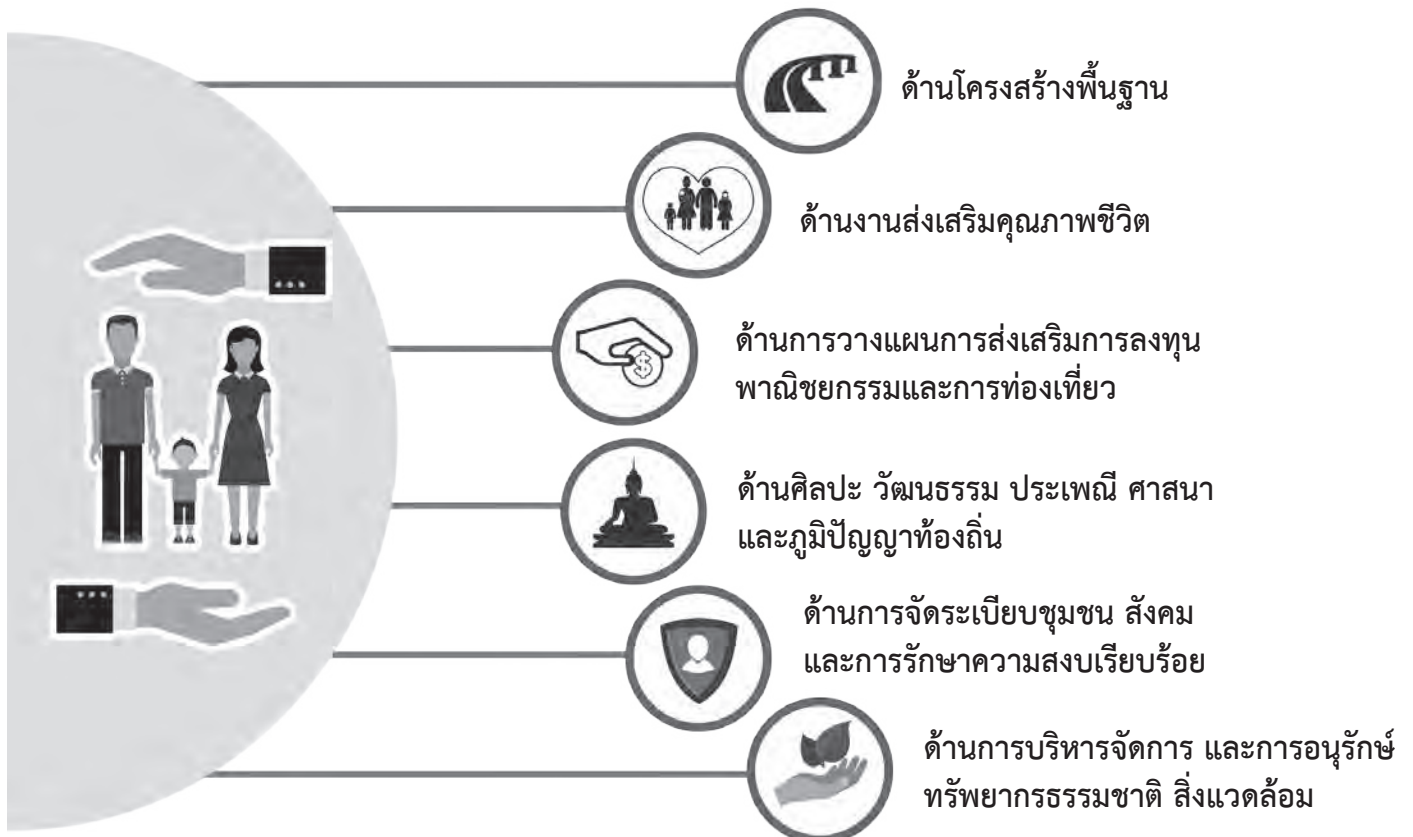 ด้านโครงสร้างพื้นฐาน
ด้านงานส่งเสริมคุณภาพชีวิต
ด้านการวางแผนการส่งเสริมการลงทุน
พาณิชยกรรมและการท่องเที่ยว
ด้านศิลปะ วัฒนธรรม ประเพณี ศาสนา
และภูมิปัญญาท้องถิ่น
ด้านการจัดระเบียบชุมชน สังคม
และการรักษาความสงบเรียบร้อย
ด้านการบริหารจัดการ และการอนุรักษ์
ทรัพยากรธรรมชาติ สิ่งแวดล้อม